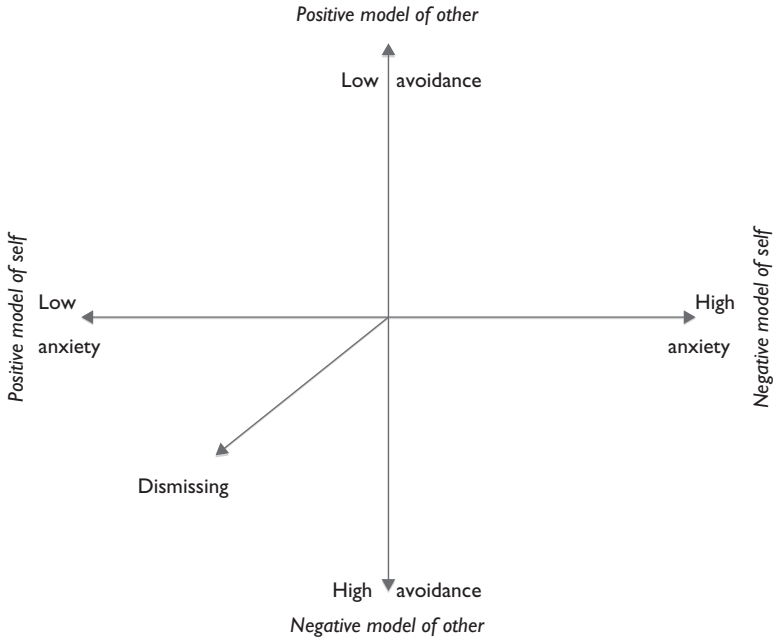 Positive model of other
Low avoidance
Positive model of self
Negative model of self
Low
High
anxiety
anxiety
Dismissing
High avoidance
Negative model of other